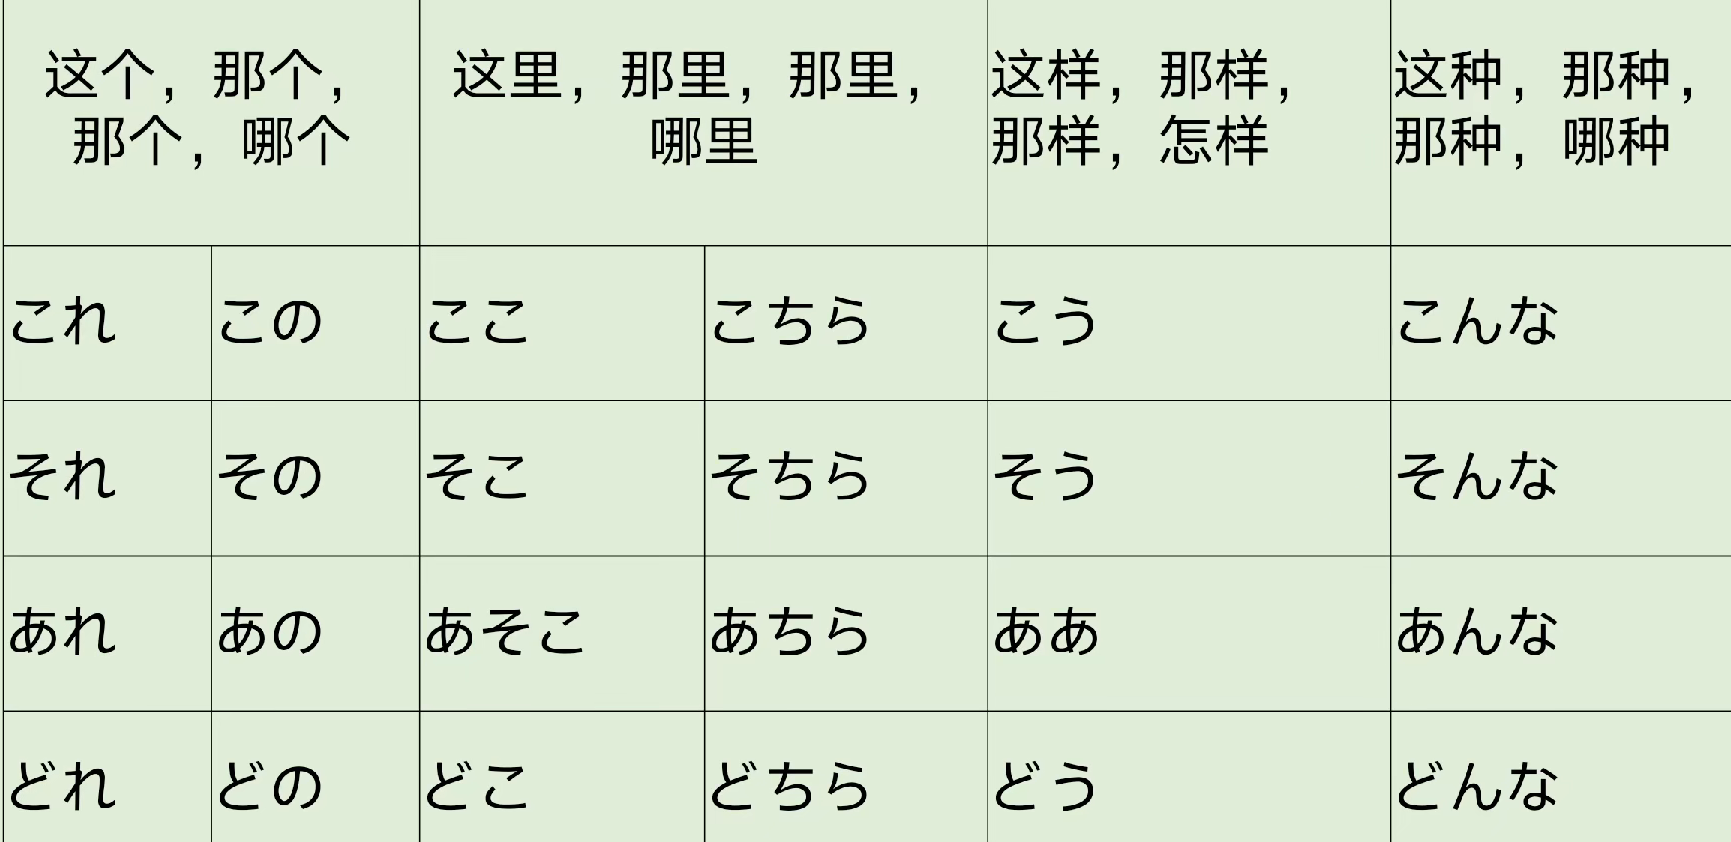 这个，那个，
那个，哪个
这里，那里，那里，
哪里
这样，那样，
那样，怎样
这种，那种，
那种，哪种
これ この ここ こちら こう こんな
それ その そこ そちら そう そんな
あれ あの あそこ あちら ああ あんな
どれ どの どこ どちら どう どんな